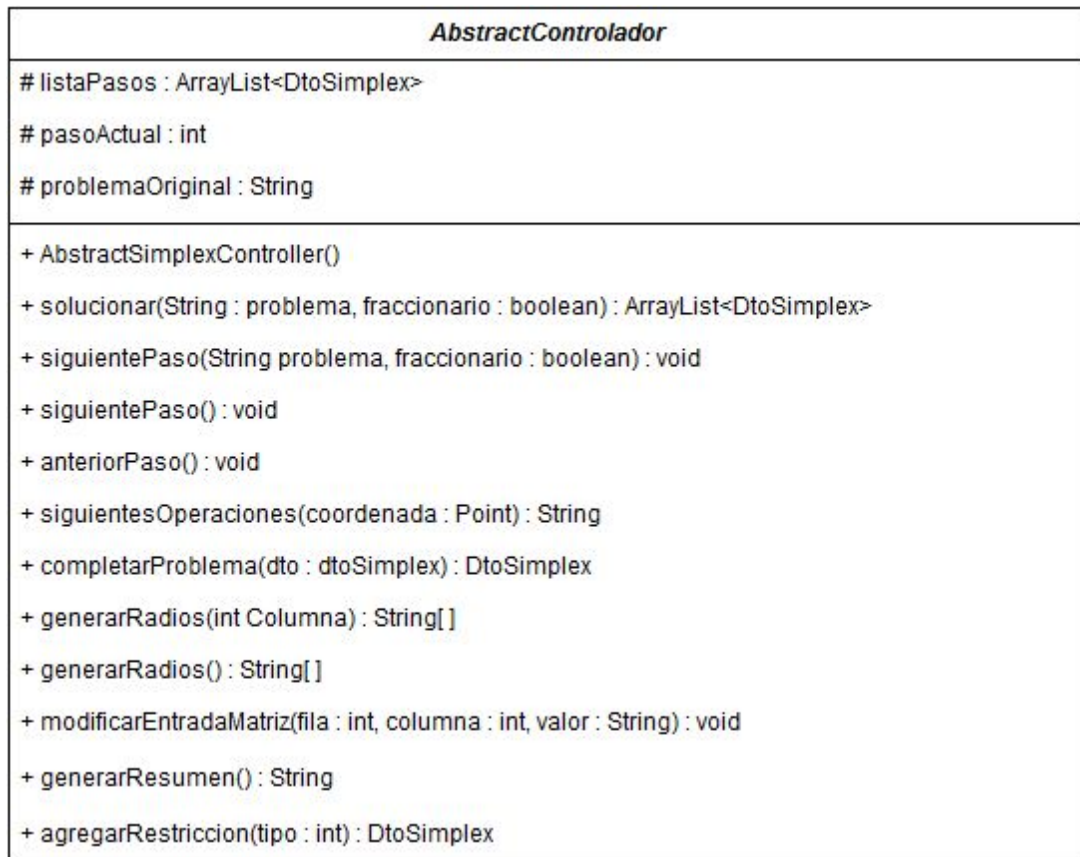 AbstractControlador
# listaPasos : ArrayList<DtoSimplex>
# pasoActual : int
# problemaOriginal : String
+ AbstractSimplexController()
+ solucionar(String : problema, fraccionario : boolean) : ArrayList<DtoSimplex>
+ siguientePaso(String problema, fraccionario : boolean) : void
+ siguientePaso() : void
+ anteriorPaso() : void
+ siguientesOperaciones(coordenada : Point) : String
+ completarProblema(dto : dtoSimplex) : DtoSimplex
+ generarRadios(int Columna) : String[ ]
+ generarRadios() : String[ ]
+ modificarEntradaMatriz(fila : int, columna : int, valor : String) : void
+ generarResumen() : String
+ agregarRestriccion(tipo : int) : DtoSimplex